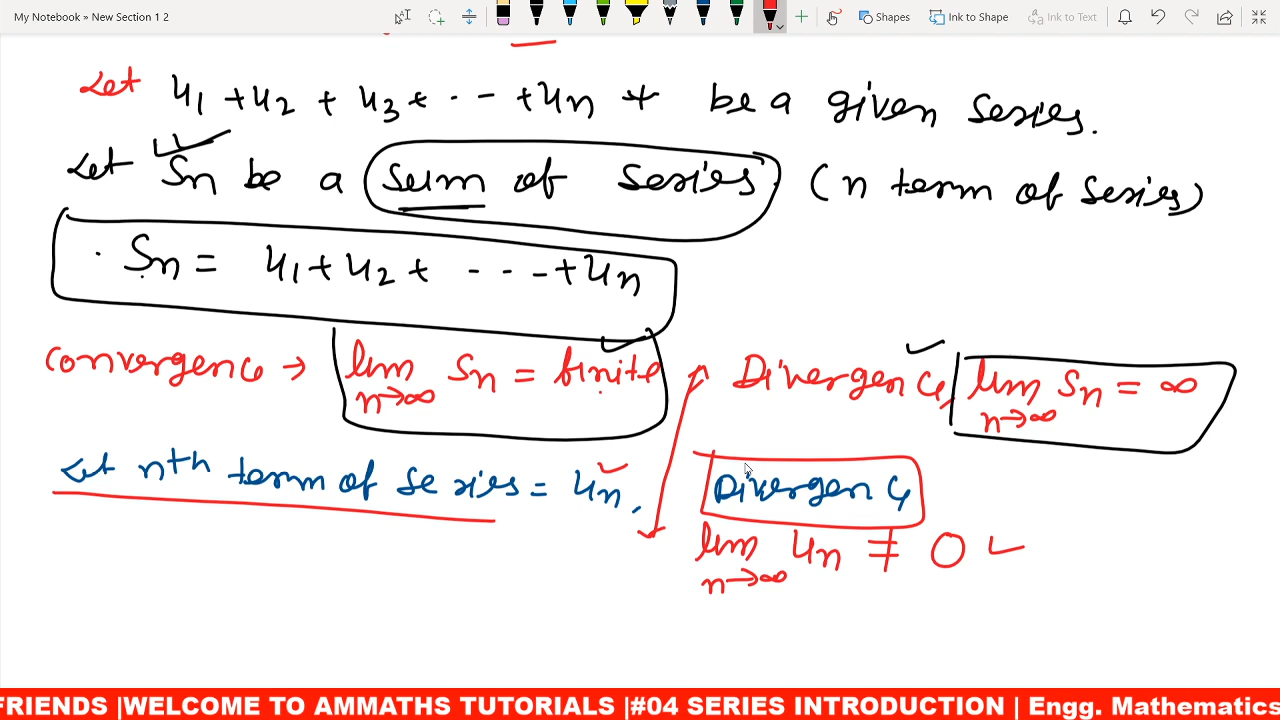 My Notebook » New Section 1 2
Shapes
Ink to Shape
Ink to Text
Let u1 + u2 + u3 + .. -- + un + be a given series.
Let Sn be a sum of series (n term of series)
Sn = u1 + u2 + - - - - + un
convergence → lim n→∞ Sn = finite
Divergence, lim n→∞ Sn = ∞
Let nth term of series = un,
Divergence
lim n→∞ un ≠ 0
FRIENDS |WELCOME TO AMMATHS TUTORIALS |#04 SERIES INTRODUCTION | Engg. Mathematics